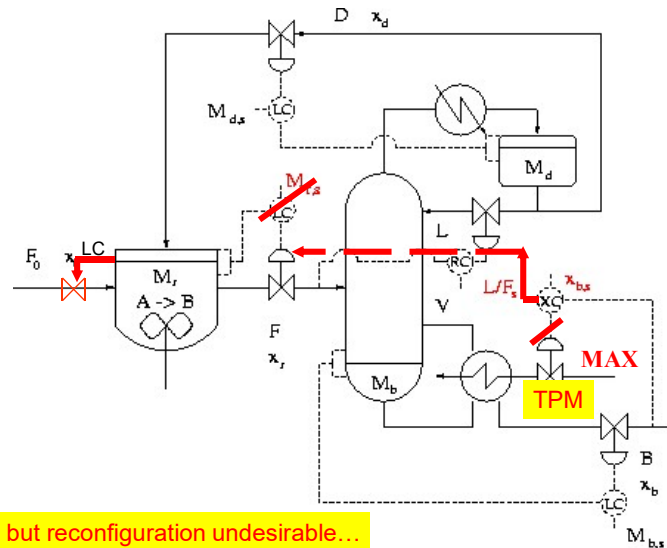 D x_d
LC
M_d,s
M_d
M_r,s
LC
L
RC
F_0 x LC
M_r
A -> B
L/F_s
x_b,s
XC
V
F
x_r
M_b
MAX
TPM
B
x_b
LC
M_b,s
but reconfiguration undesirable…